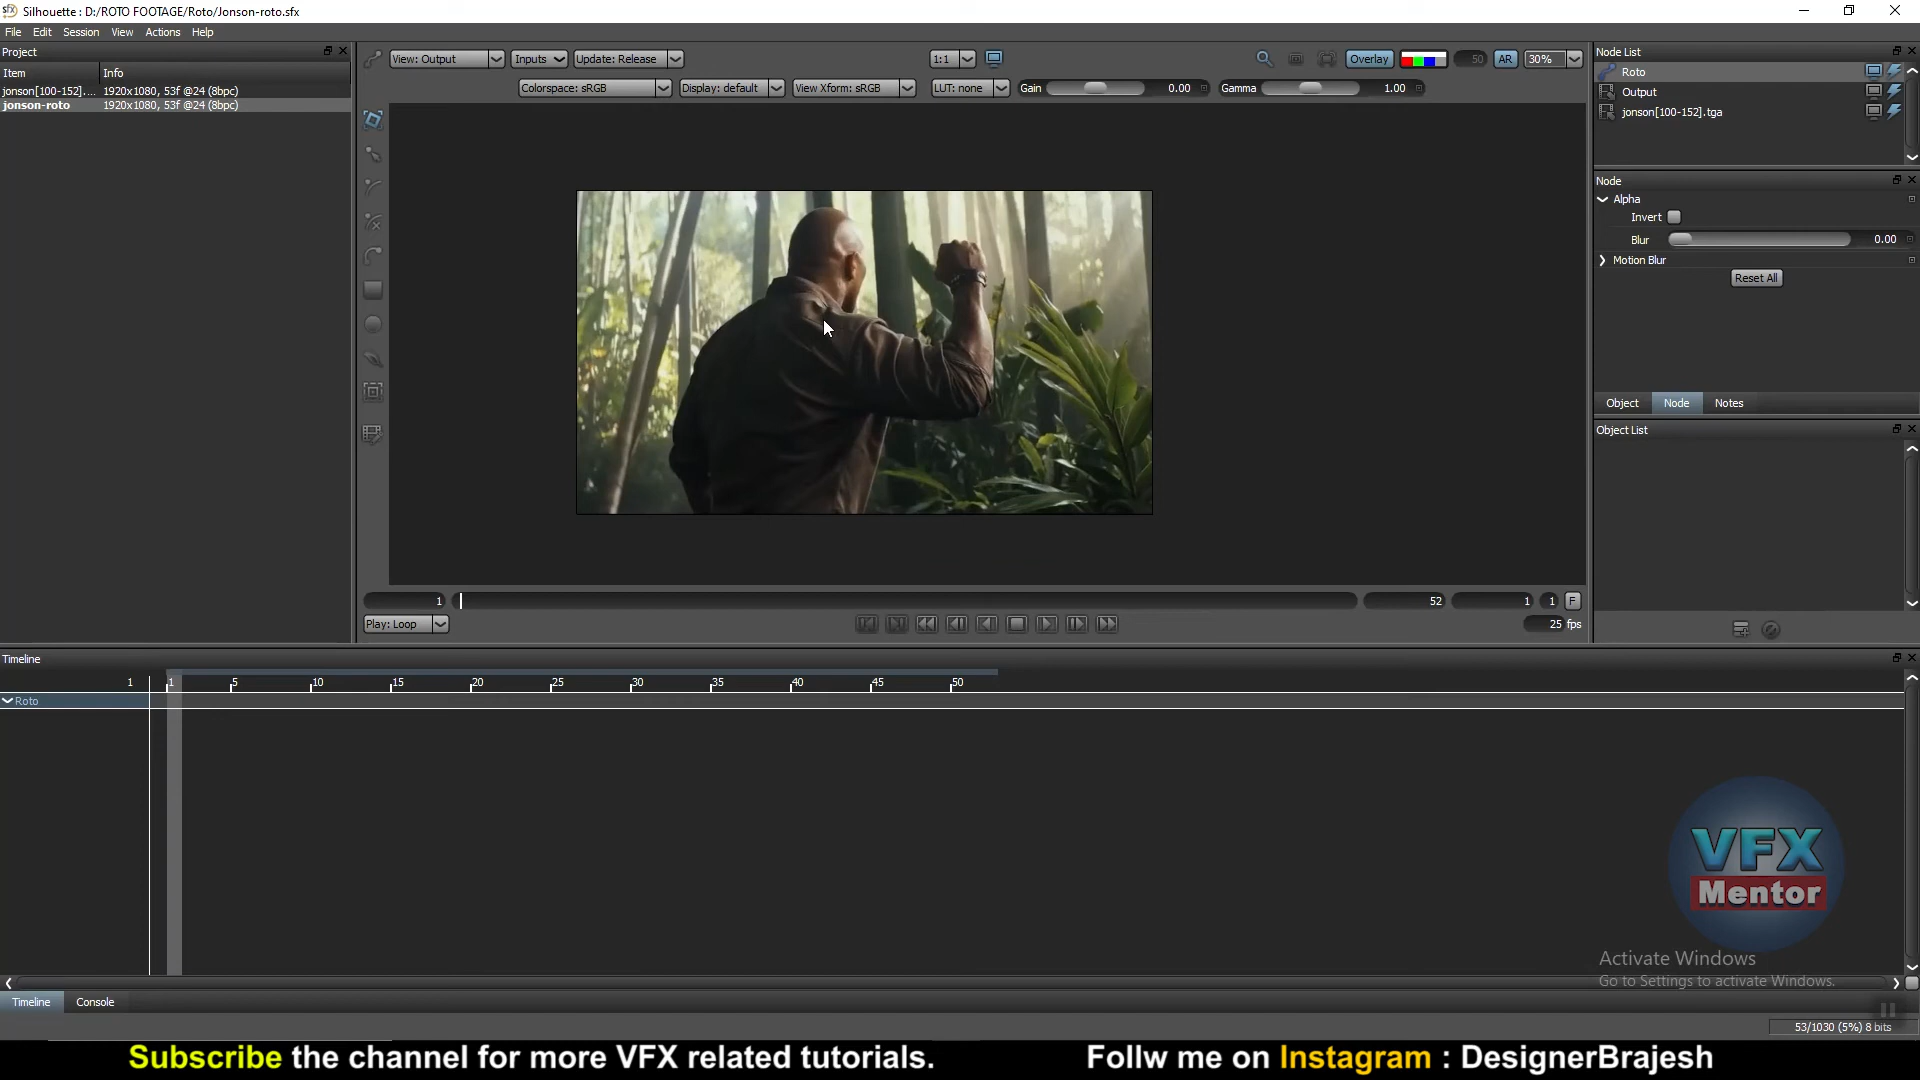 Silhouette : D:/ROTO FOOTAGE/Roto/Jonson-roto.sfx
File Edit Session View Actions Help
Project
Item Info
jonson[100-152].... 1920x1080, 53f @24 (8bpc)
jonson-roto 1920x1080, 53f @24 (8bpc)
View: Output Inputs Update: Release 1:1 Overlay 50 AR 30%
Colorspace: sRGB Display: default View Xform: sRGB LUT: none Gain 0.00 Gamma 1.00
Node List
Roto
Output
jonson[100-152].tga
Node
Alpha
Invert
Blur 0.00
Motion Blur
Reset All
Object Node Notes
Object List
1 52 1 1 F
Play: Loop 25 fps
Timeline
1 1 5 10 15 20 25 30 35 40 45 50
Roto
VFX
Mentor
Activate Windows
Go to Settings to activate Windows.
Timeline Console
53/1030 (5%) 8 bits
Subscribe the channel for more VFX related tutorials. Follw me on Instagram : DesignerBrajesh